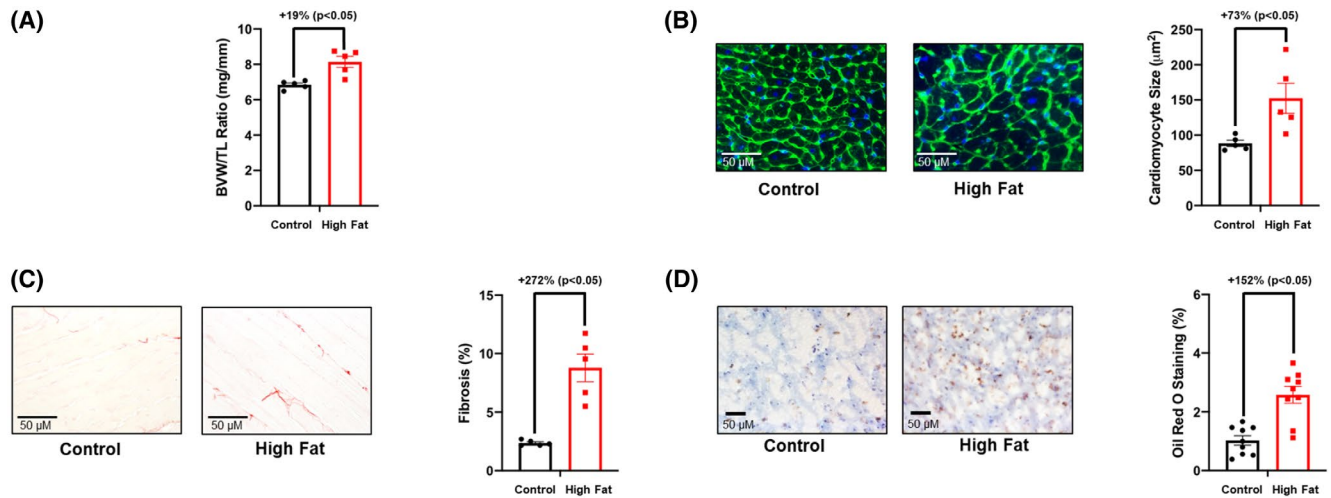 (A)
+19% (p<0.05)
BVW/TL Ratio (mg/mm)
10
8
6
4
2
0
Control High Fat
(B)
50 µM
Control
50 µM
High Fat
+73% (p<0.05)
Cardiomyocyte Size (µm²)
250
200
150
100
50
0
Control High Fat
(C)
50 µM
Control
50 µM
High Fat
+272% (p<0.05)
Fibrosis (%)
15
10
5
0
Control High Fat
(D)
50 µM
Control
50 µM
High Fat
+152% (p<0.05)
Oil Red O Staining (%)
6
4
2
0
Control High Fat